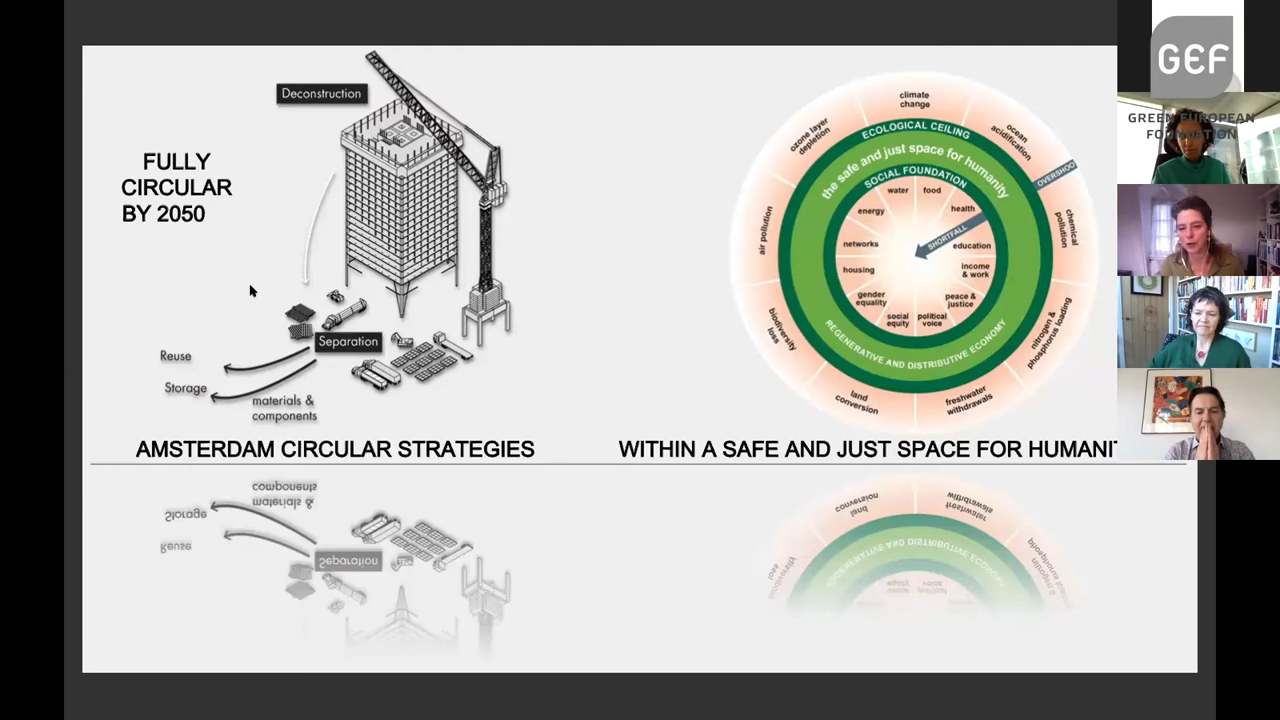 GEF
GREEN EUROPEAN
FOUNDATION
Deconstruction
FULLY
CIRCULAR
BY 2050
Separation
Reuse
Storage
materials &
components
AMSTERDAM CIRCULAR STRATEGIES
climate
change
ocean
acidification
chemical
pollution
nitrogen &
phosphorus loading
freshwater
withdrawals
land
conversion
biodiversity
loss
air pollution
ozone layer
depletion
ECOLOGICAL CEILING
the safe and just space for humanity
SOCIAL FOUNDATION
OVERSHOO
SHORTFALL
water
food
health
education
income
& work
peace &
justice
political
voice
social
equity
gender
equality
housing
networks
energy
REGENERATIVE AND DISTRIBUTIVE ECONOMY
WITHIN A SAFE AND JUST SPACE FOR HUMANIT